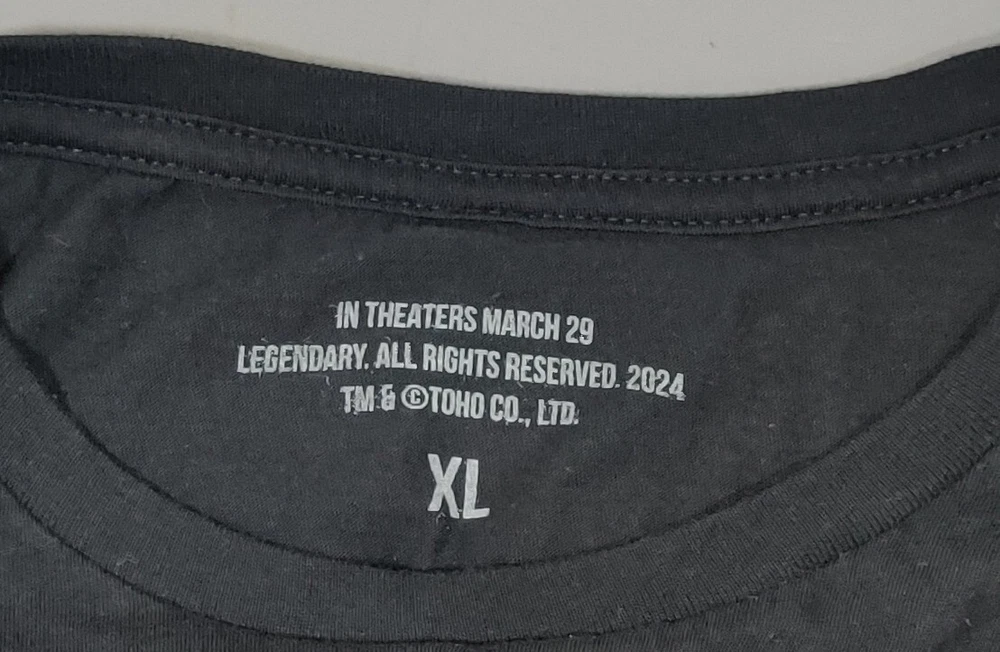 IN THEATERS MARCH 29
LEGENDARY. ALL RIGHTS RESERVED. 2024
TM & ©TOHO CO., LTD.
XL